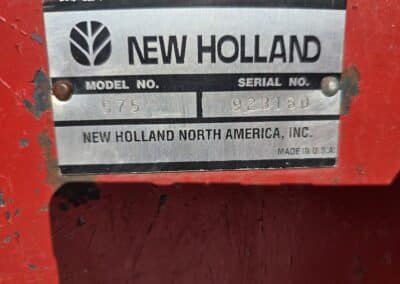 NEW HOLLAND
MODEL NO. SERIAL NO.
575 923180
NEW HOLLAND NORTH AMERICA, INC.
MADE IN U.S.A.